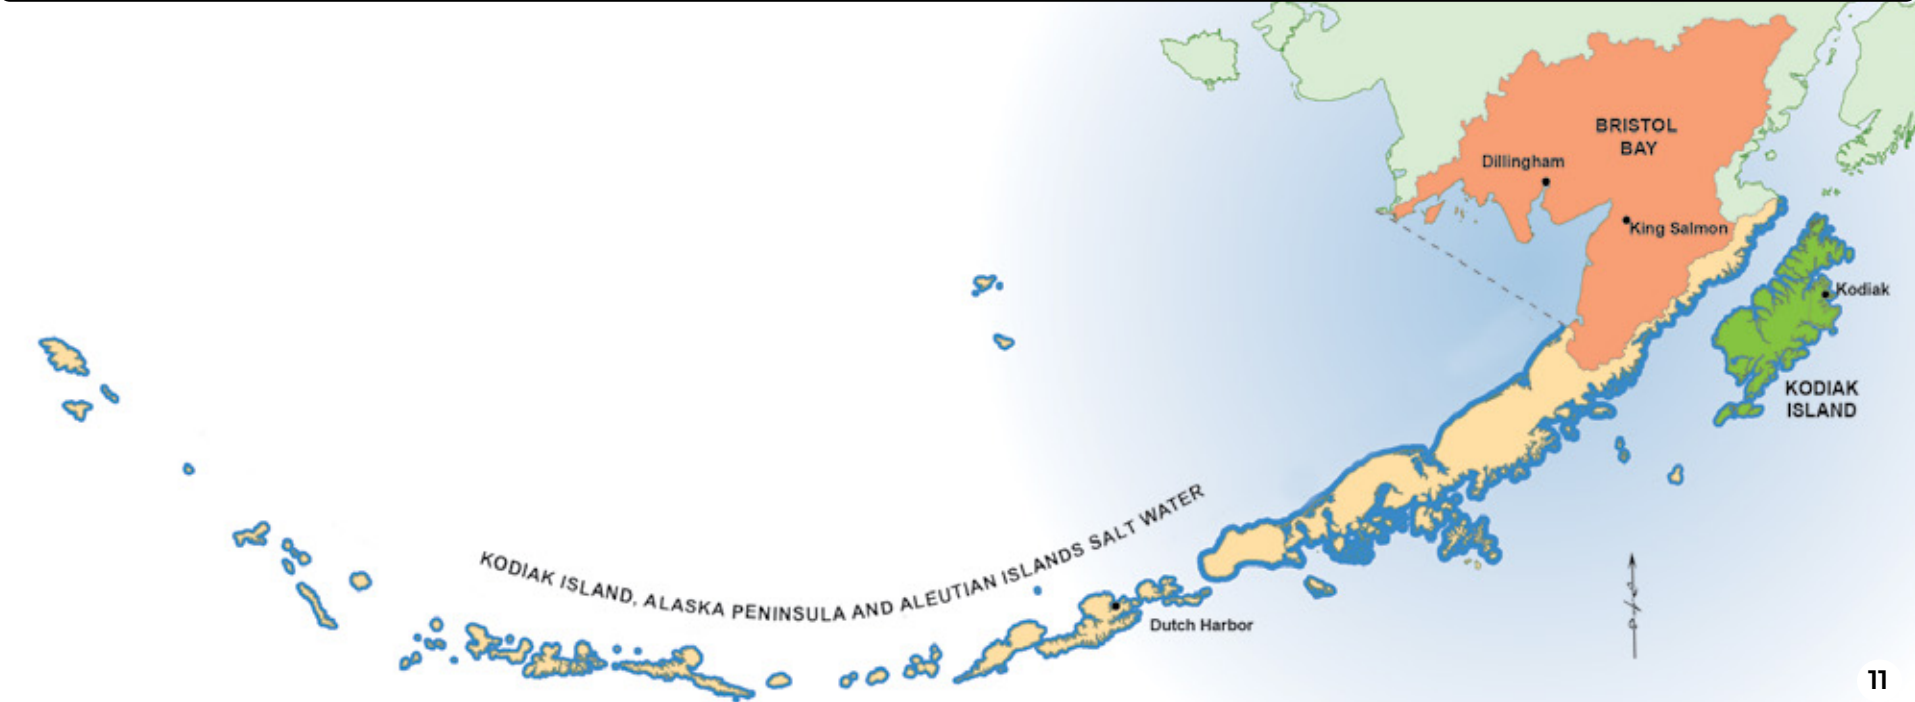 BRISTOL
BAY
Dillingham
King Salmon
Kodiak
KODIAK
ISLAND
KODIAK ISLAND, ALASKA PENINSULA AND ALEUTIAN ISLANDS SALT WATER
Dutch Harbor
11